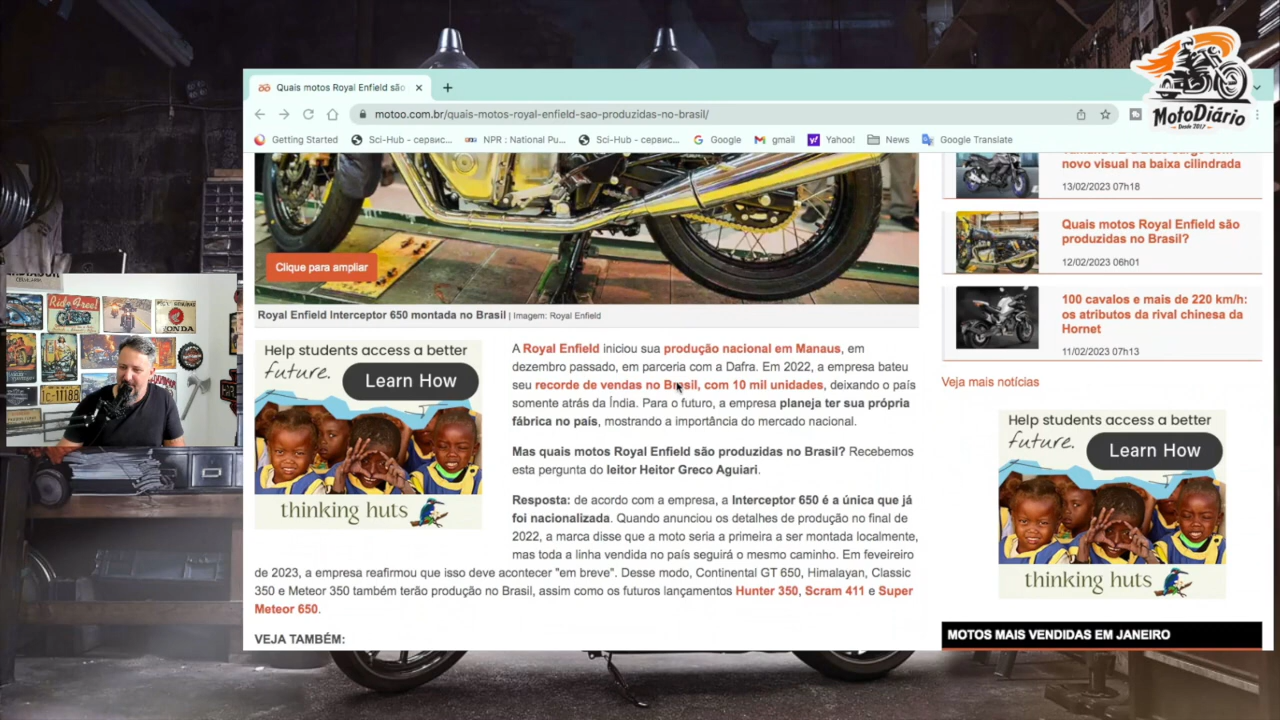 MotoDiário
Desde 2017
Quais motos Royal Enfield são
motoo.com.br/quais-motos-royal-enfield-sao-produzidas-no-brasil/
Getting Started
Sci-Hub - сервис...
NPR : National Pu...
Sci-Hub - сервис...
Google
gmail
Yahoo!
News
Google Translate
Clique para ampliar
Royal Enfield Interceptor 650 montada no Brasil | Imagem: Royal Enfield
Help students access a better
future.
Learn How
thinking huts
A Royal Enfield iniciou sua produção nacional em Manaus, em
dezembro passado, em parceria com a Dafra. Em 2022, a empresa bateu
seu recorde de vendas no Brasil, com 10 mil unidades, deixando o país
somente atrás da Índia. Para o futuro, a empresa planeja ter sua própria
fábrica no país, mostrando a importância do mercado nacional.
Mas quais motos Royal Enfield são produzidas no Brasil? Recebemos
esta pergunta do leitor Heitor Greco Aguiari.
Resposta: de acordo com a empresa, a Interceptor 650 é a única que já
foi nacionalizada. Quando anunciou os detalhes de produção no final de
2022, a marca disse que a moto seria a primeira a ser montada localmente,
mas toda a linha vendida no país seguirá o mesmo caminho. Em fevereiro
de 2023, a empresa reafirmou que isso deve acontecer "em breve". Desse modo, Continental GT 650, Himalayan, Classic
350 e Meteor 350 também terão produção no Brasil, assim como os futuros lançamentos Hunter 350, Scram 411 e Super
Meteor 650.
VEJA TAMBÉM:
novo visual na baixa cilindrada
13/02/2023 07h18
Quais motos Royal Enfield são
produzidas no Brasil?
12/02/2023 06h01
100 cavalos e mais de 220 km/h:
os atributos da rival chinesa da
Hornet
11/02/2023 07h13
Veja mais notícias
Help students access a better
future.
Learn How
thinking huts
MOTOS MAIS VENDIDAS EM JANEIRO
Ride Free!
HONDA
1c-11188